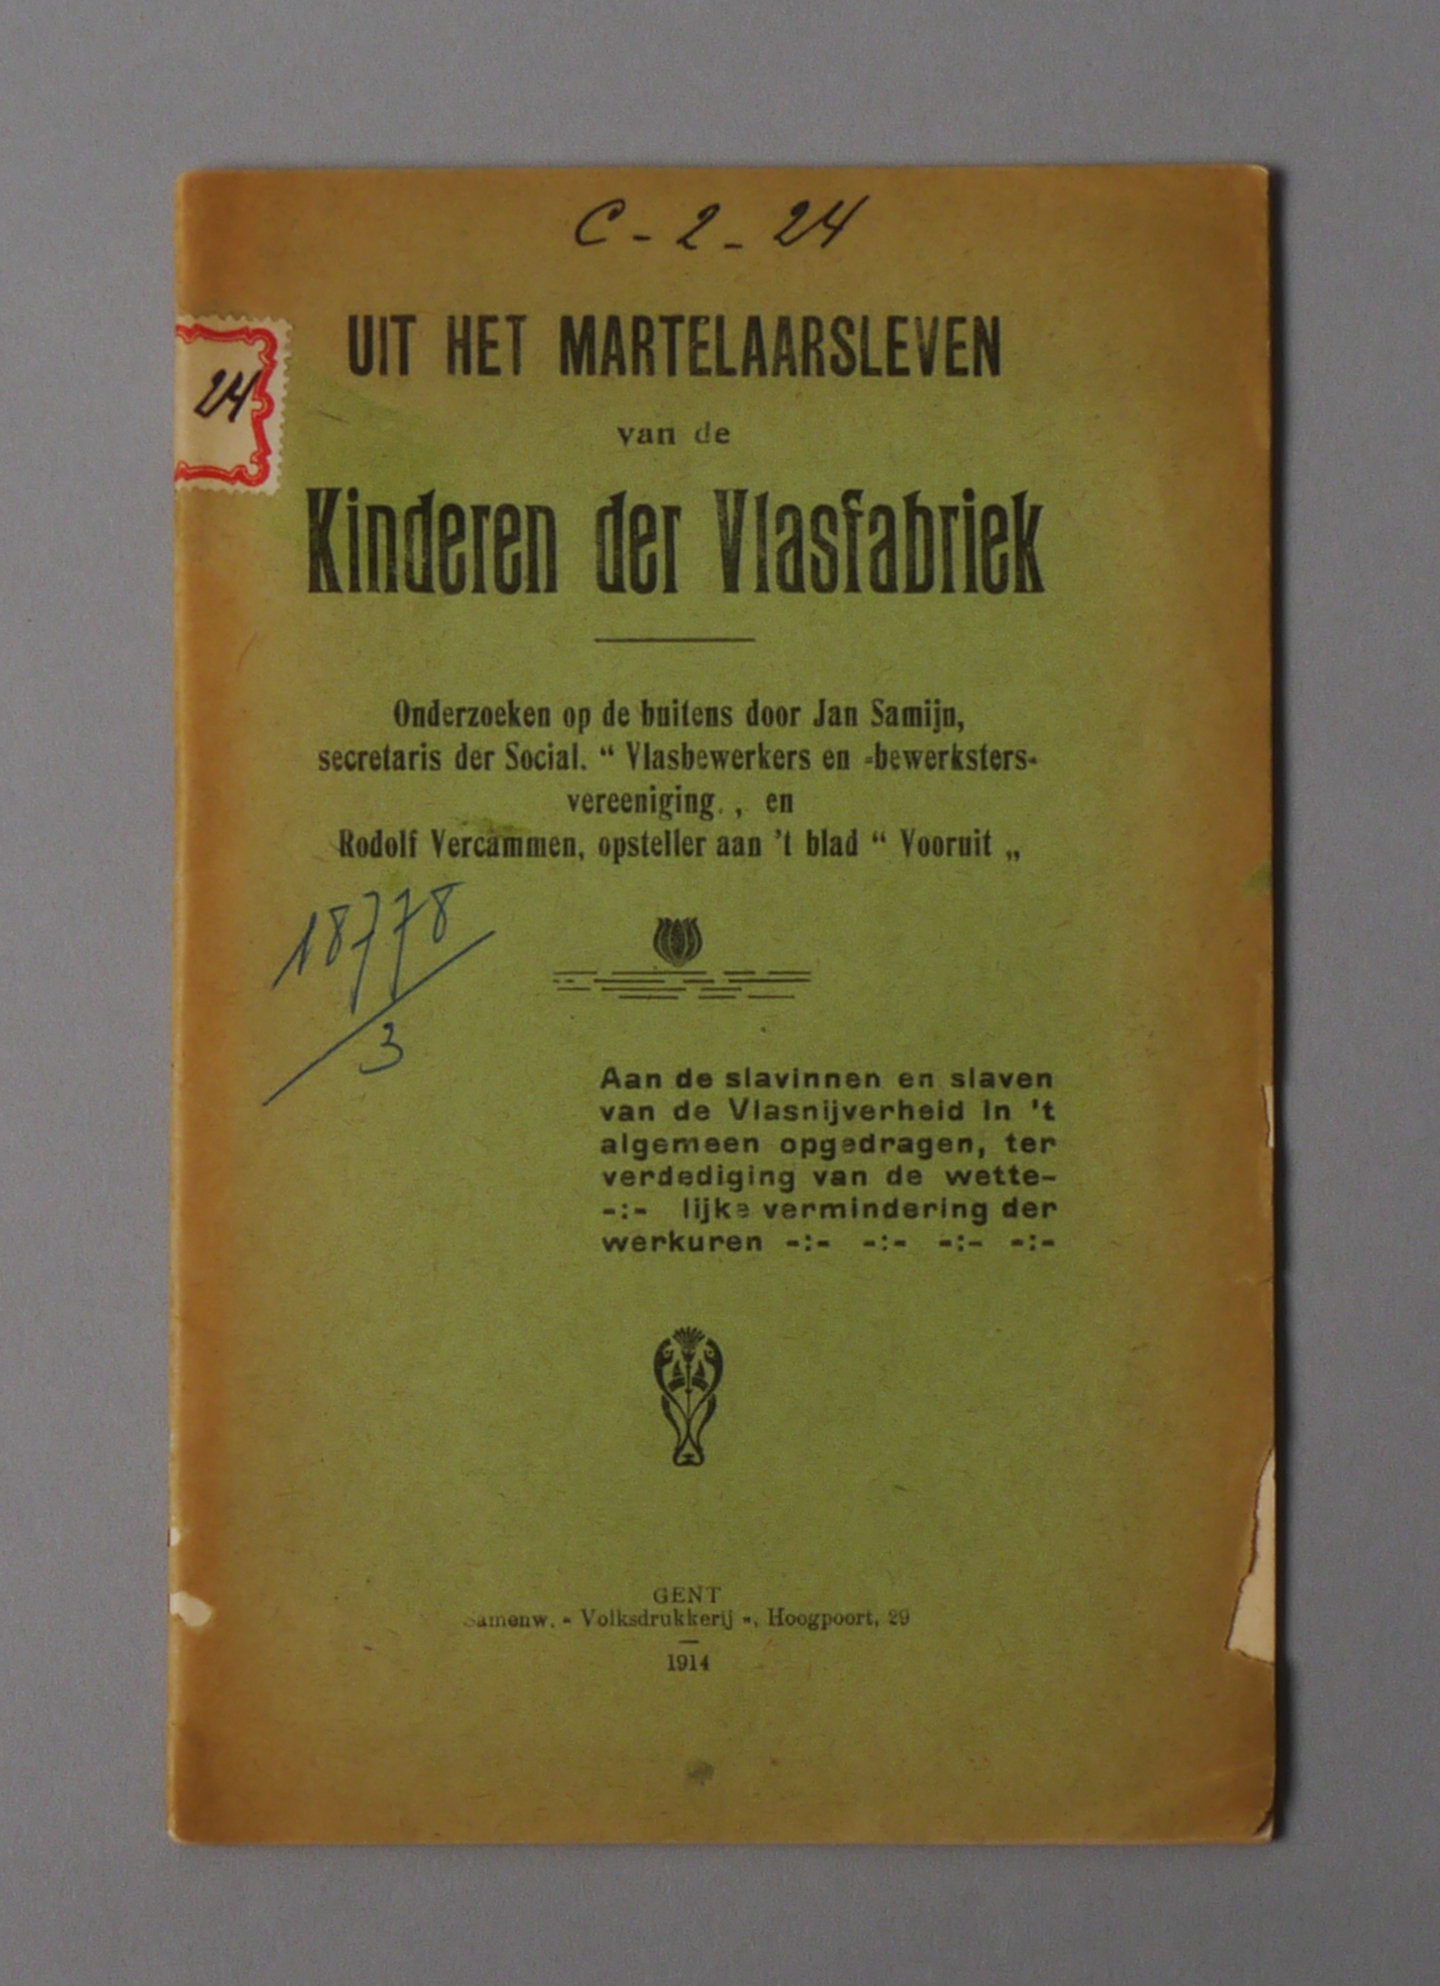 C - 2 - 24
UIT HET MARTELAARSLEVEN
24
van de
Kinderen der Vlasfabriek
Onderzoeken op de buitens door Jan Samijn,
secretaris der Social. “ Vlasbewerkers en -bewerksters-
vereeniging. , en
Rodolf Vercammen, opsteller aan 't blad “ Vooruit „
18778
3
Aan de slavinnen en slaven
van de Vlasnijverheid in 't
algemeen opgedragen, ter
verdediging van de wette-
-:- lijke vermindering der
werkuren -:- -:- -:- -:-
GENT
Samenw. « Volksdrukkerij », Hoogpoort, 29
1914